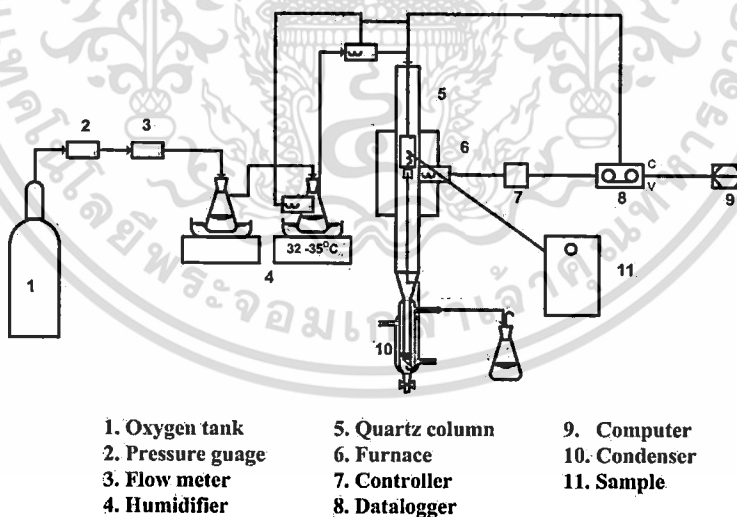 5
2
3
6
C
V
7
8
9
1
32 -35°C
4
11
10
1. Oxygen tank
2. Pressure guage
3. Flow meter
4. Humidifier
5. Quartz column
6. Furnace
7. Controller
8. Datalogger
9. Computer
10. Condenser
11. Sample